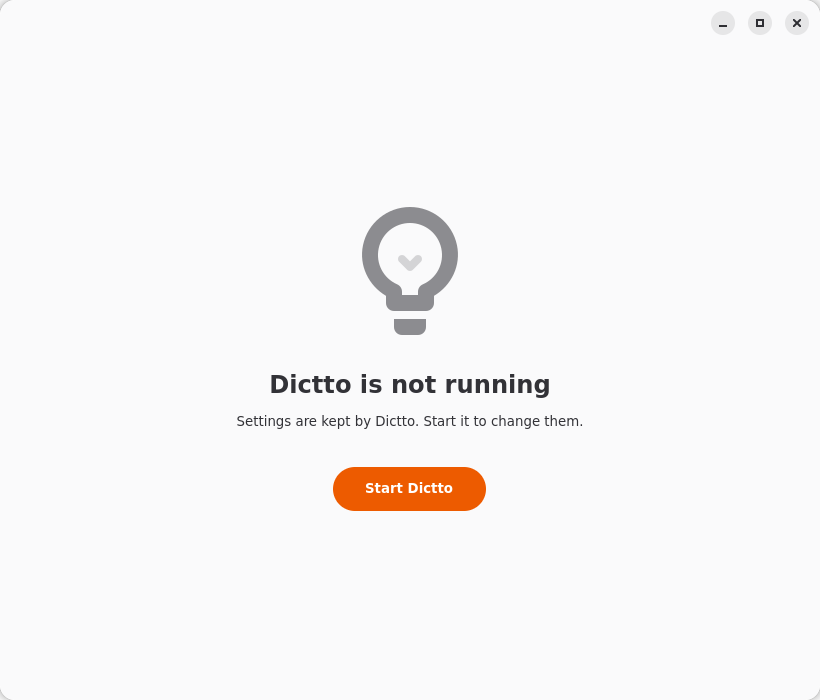 Dictto is not running
Settings are kept by Dictto. Start it to change them.
Start Dictto